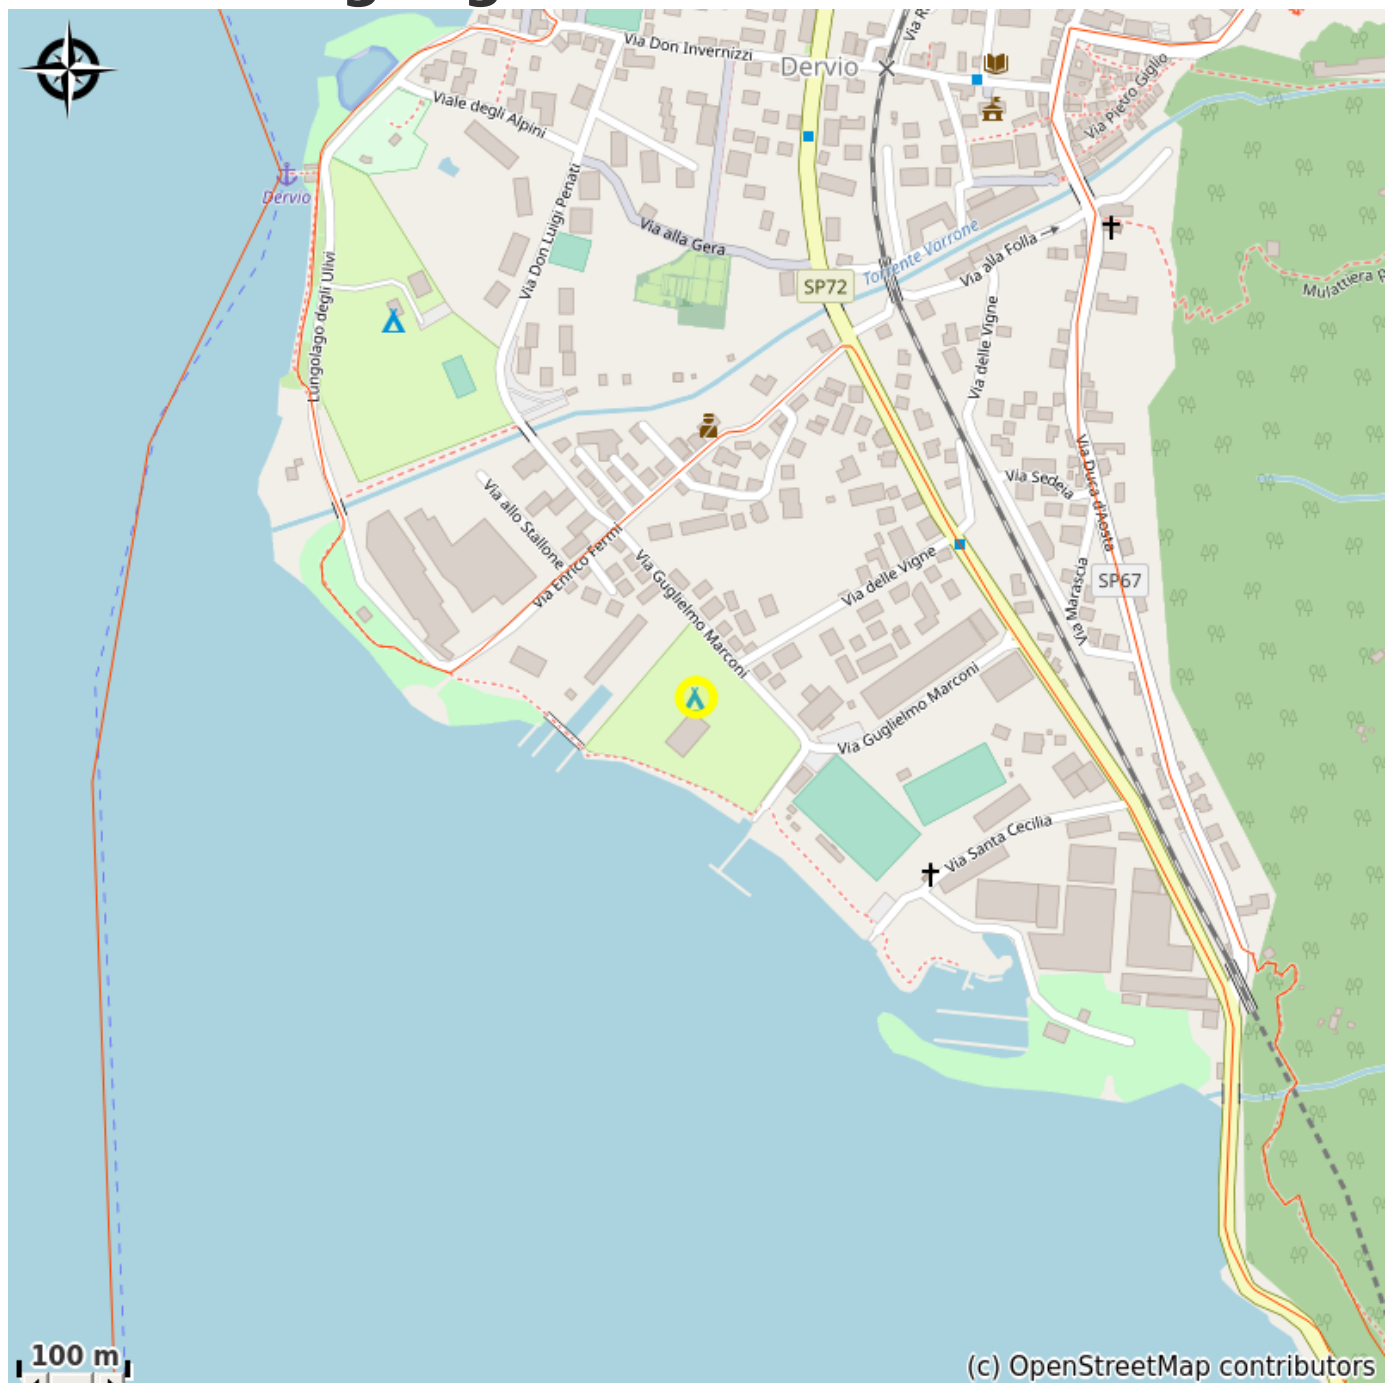 Via Don Invernizzi
Dervio
Via R
Viale degli Alpini
Via Pietro Giglio
Dervio
Via Don Luigi Penati
Via alla Gera
Torrente Varrone
Via alla Folla →
SP72
Mulattiera
Lungolago degli Ulivi
Via delle Vigne
Via Duca d'Aosta
Via Sedeia
Via allo Stallone
Via Enrico Fermi
Via Guglielmo Marconi
Via delle Vigne
Via Marascia
SP67
Via Guglielmo Marconi
Via Santa Cecilia
100 m
(c) OpenStreetMap contributors